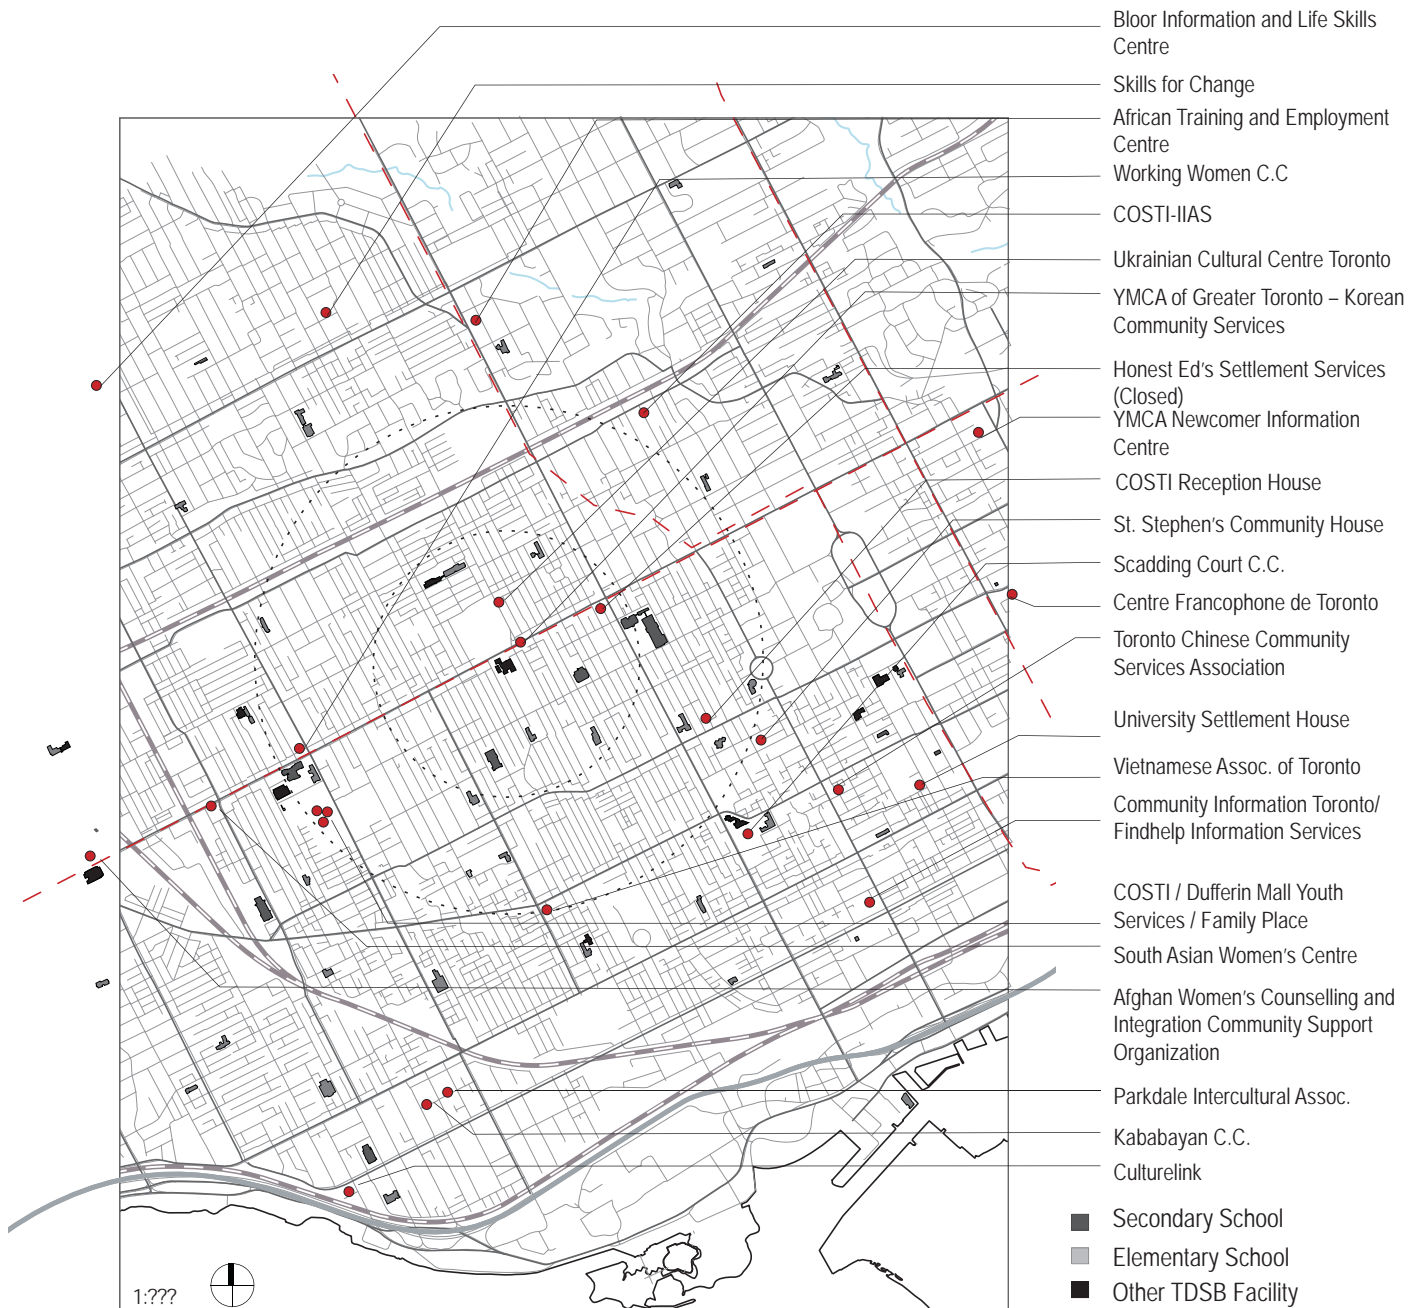 Bloor Information and Life Skills
Centre
Skills for Change
African Training and Employment
Centre
Working Women C.C
COSTI-IIAS
Ukrainian Cultural Centre Toronto
YMCA of Greater Toronto – Korean
Community Services
Honest Ed's Settlement Services
(Closed)
YMCA Newcomer Information
Centre
COSTI Reception House
St. Stephen's Community House
Scadding Court C.C.
Centre Francophone de Toronto
Toronto Chinese Community
Services Association
University Settlement House
Vietnamese Assoc. of Toronto
Community Information Toronto/
Findhelp Information Services
COSTI / Dufferin Mall Youth
Services / Family Place
South Asian Women's Centre
Afghan Women's Counselling and
Integration Community Support
Organization
Parkdale Intercultural Assoc.
Kababayan C.C.
Culturelink
Secondary School
Elementary School
Other TDSB Facility
1:???